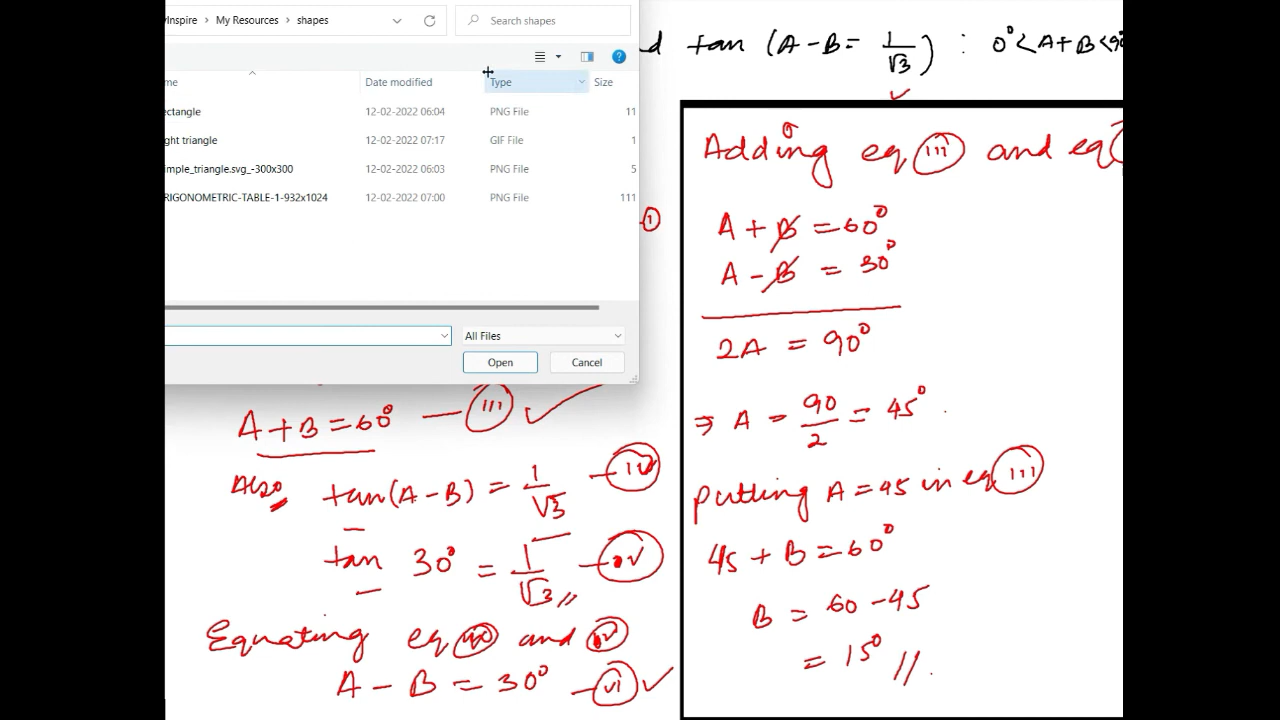 Inspire > My Resources > shapes
Search shapes
Date modified Type Size
ectangle 12-02-2022 06:04 PNG File 11
ght triangle 12-02-2022 07:17 GIF File 1
imple_triangle.svg_-300x300 12-02-2022 06:03 PNG File 5
RIGONOMETRIC-TABLE-1-932x1024 12-02-2022 07:00 PNG File 111
All Files
Open Cancel
tan (A-B= 1/√3) : 0°<A+B<90
A+B=60° — (iii)
Also tan(A-B) = 1/√3 — (iv)
tan 30° = 1/√3 — (v)
Equating eq (iv) and (v)
A - B = 30° — (vi)
Adding eq (iii) and eq
A + B = 60°
A - B = 30°
2A = 90°
⇒ A = 90/2 = 45°
putting A=45 in eq (iii)
45 + B = 60°
B = 60 - 45
= 15° //